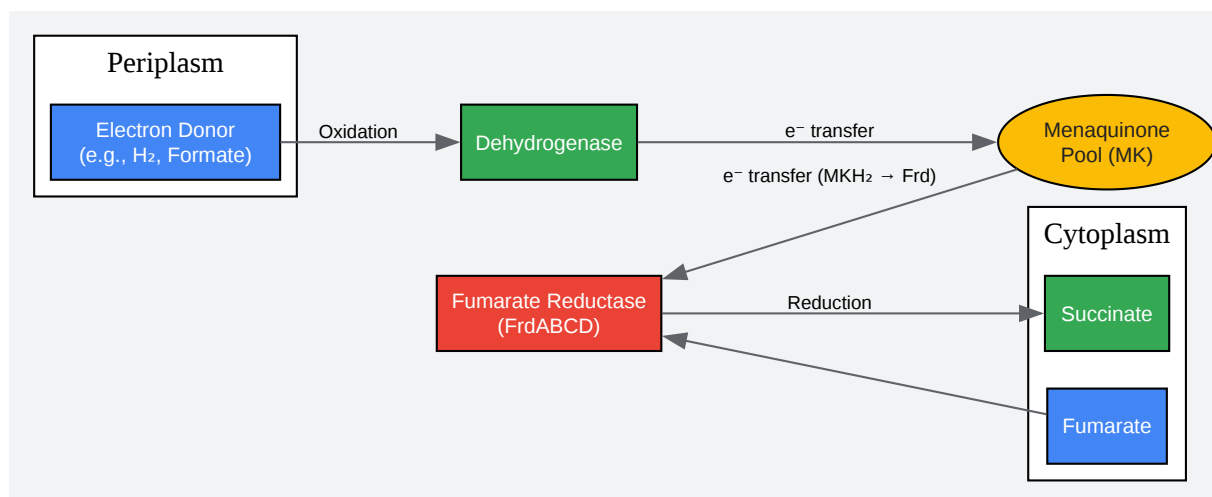 Periplasm
Electron Donor
(e.g., H₂, Formate)
Oxidation
Dehydrogenase
e⁻ transfer
Menaquinone
Pool (MK)
e⁻ transfer (MKH₂ → Frd)
Cytoplasm
Fumarate Reductase
(FrdABCD)
Reduction
Succinate
Fumarate